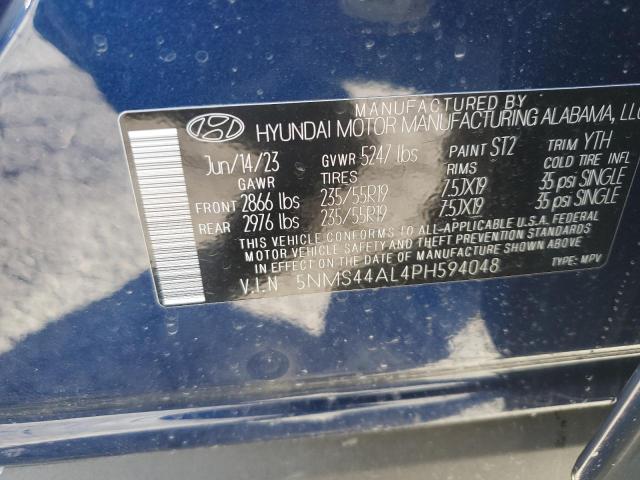 MANUFACTURED BY
HYUNDAI MOTOR MANUFACTURING ALABAMA, LLC
Jun/14/23 GVWR 5247 lbs PAINT ST2 TRIM YTH
GAWR TIRES RIMS COLD TIRE INFL
FRONT 2866 lbs 235/55R19 7.5JX19 35 psi SINGLE
REAR 2976 lbs 235/55R19 7.5JX19 35 psi SINGLE
THIS VEHICLE CONFORMS TO ALL-APPLICABLE U.S.A. FEDERAL
MOTOR VEHICLE SAFETY AND THEFT PREVENTION STANDARDS
IN EFFECT ON THE DATE OF MANUFACTURE SHOWN ABOVE.
V.I.N 5NMS44AL4PH594048 TYPE: MPV